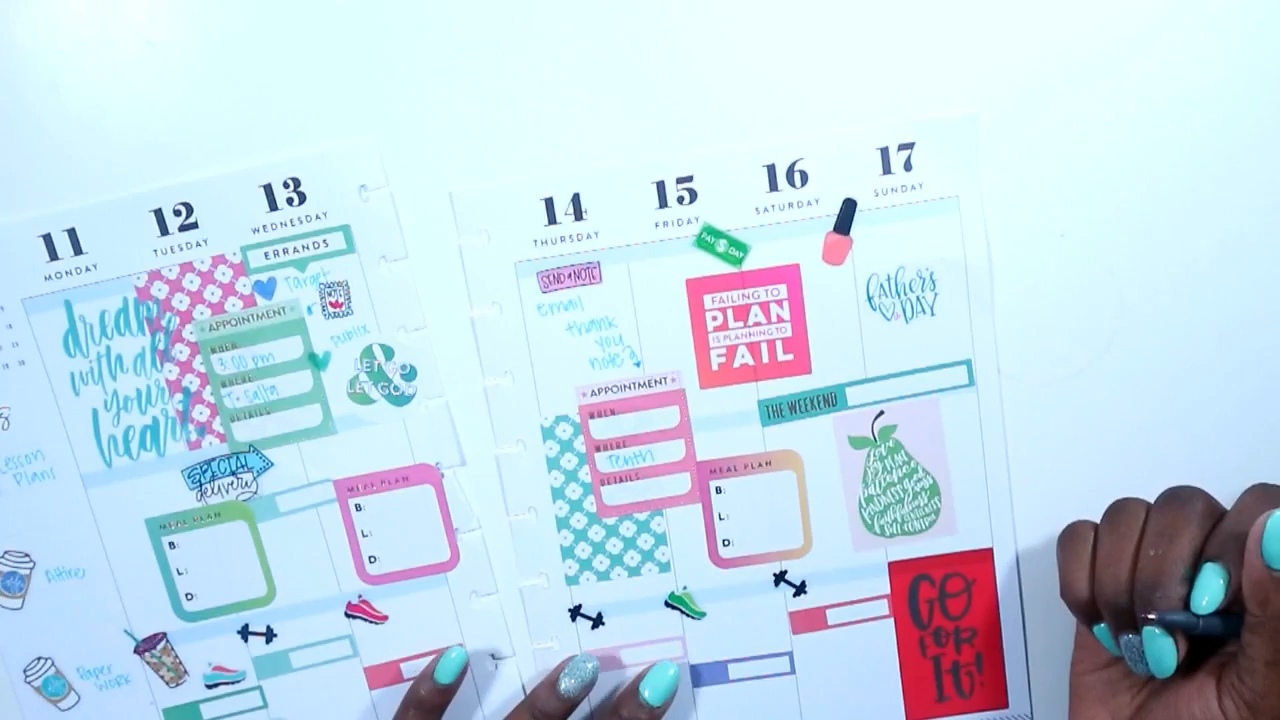 11
MONDAY
12
TUESDAY
13
WEDNESDAY
dream
with all
your
heart
ERRANDS
Target
publix
APPOINTMENT
WHEN:
3:00 pm
WHERE:
DETAILS:
LET GO
&
LET GOD
SPECIAL
delivery
MEAL PLAN
B:
L:
D:
MEAL PLAN
B:
L:
D:
Lesson
Plan
Attire
Paper
WORK
14
THURSDAY
15
FRIDAY
16
SATURDAY
17
SUNDAY
SEND A NOTE
email
thank
you
note
APPOINTMENT
WHEN:
WHERE:
Tenth
DETAILS:
PAY $ DAY
FAILING TO
PLAN
IS PLANNING TO
FAIL
father's
DAY
THE WEEKEND
MEAL PLAN
B:
L:
D:
GO
FOR
It!